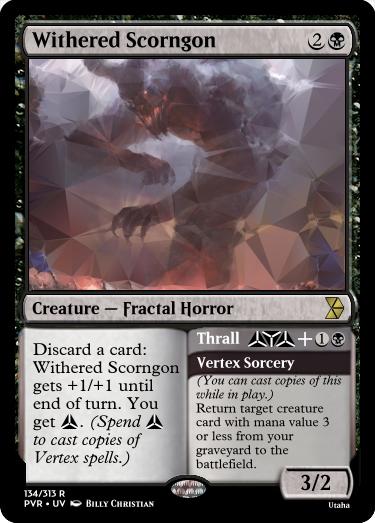 Withered Scorngon
2
Creature — Fractal Horror
Discard a card:
Withered Scorngon
gets +1/+1 until
end of turn. You
get . (Spend
to cast copies of
Vertex spells.)
Thrall + 1
Vertex Sorcery
(You can cast copies of this
while in play.)
Return target creature
card with mana value 3
or less from your
graveyard to the
battlefield.
3/2
134/313 R
PVR • UV Billy Christian
Utaha